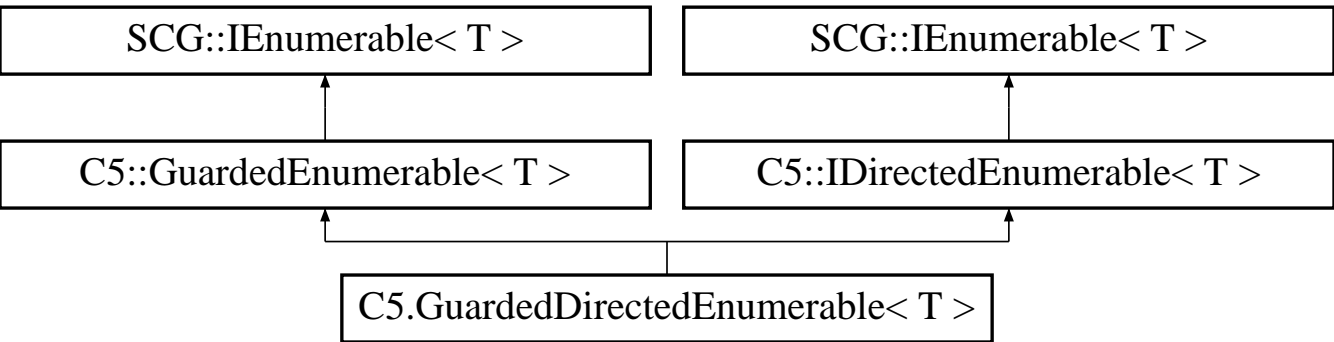 SCG::IEnumerable< T >
SCG::IEnumerable< T >
C5::GuardedEnumerable< T >
C5::IDirectedEnumerable< T >
C5.GuardedDirectedEnumerable< T >